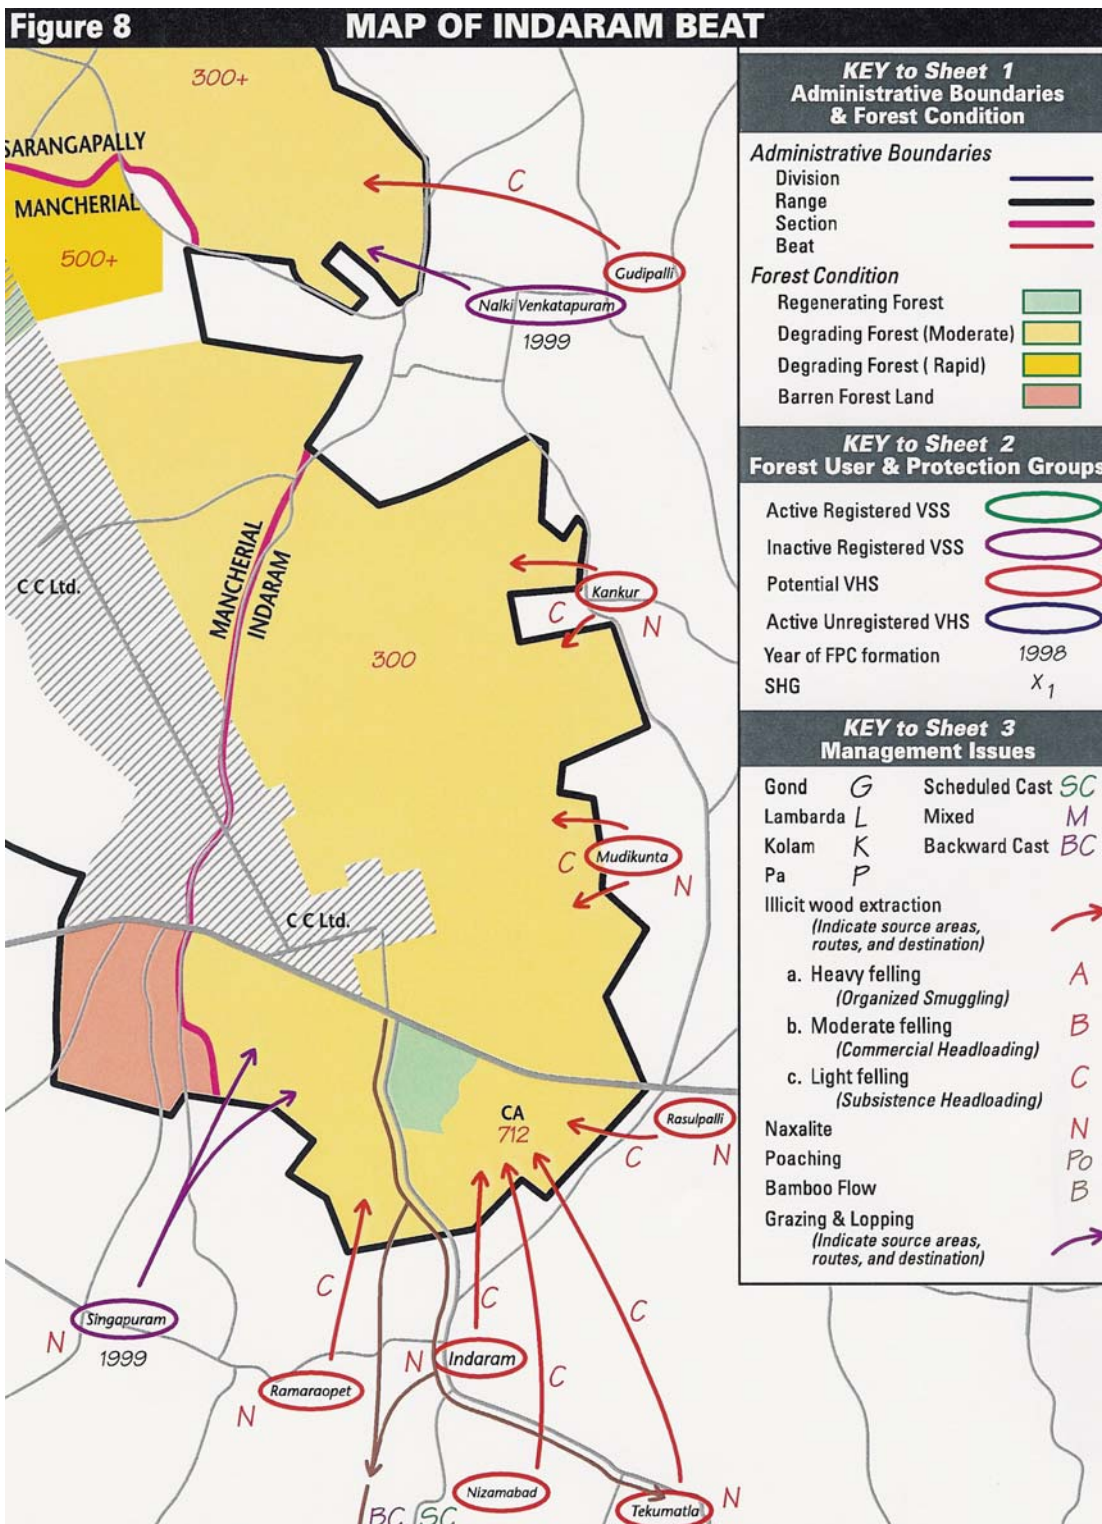 Figure 8
MAP OF INDARAM BEAT
300+
SARANGAPALLY
MANCHERIAL
500+
C
Gudipalli
Nalki Venkatapuram
1999
C C Ltd.
MANCHERIAL
INDARAM
Kankur
C
N
300
Mudikunta
C
N
C C Ltd.
CA
712
Rasulpalli
C
N
C
C
C
C
Singapuram
N
1999
N
Indaram
Ramaraopet
N
Nizamabad
Tekumatla
N
BC SC
KEY to Sheet 1
Administrative Boundaries
& Forest Condition
Administrative Boundaries
Division
Range
Section
Beat
Forest Condition
Regenerating Forest
Degrading Forest (Moderate)
Degrading Forest ( Rapid)
Barren Forest Land
KEY to Sheet 2
Forest User & Protection Groups
Active Registered VSS
Inactive Registered VSS
Potential VHS
Active Unregistered VHS
Year of FPC formation 1998
SHG X1
KEY to Sheet 3
Management Issues
Gond G Scheduled Cast SC
Lambarda L Mixed M
Kolam K Backward Cast BC
Pa P
Illicit wood extraction
(Indicate source areas,
routes, and destination)
a. Heavy felling A
(Organized Smuggling)
b. Moderate felling B
(Commercial Headloading)
c. Light felling C
(Subsistence Headloading)
Naxalite N
Poaching Po
Bamboo Flow B
Grazing & Lopping
(Indicate source areas,
routes, and destination)